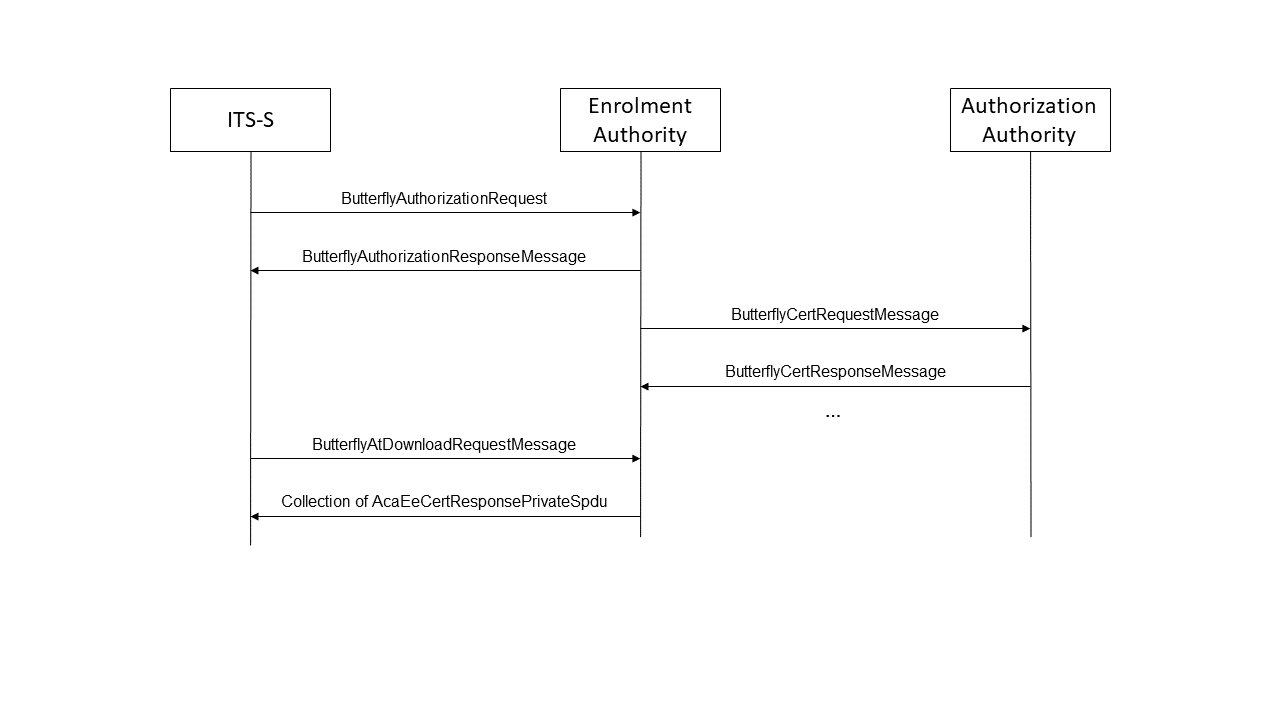 ITS-S
Enrolment
Authority
Authorization
Authority
ButterflyAuthorizationRequest
ButterflyAuthorizationResponseMessage
ButterflyCertRequestMessage
ButterflyCertResponseMessage
...
ButterflyAtDownloadRequestMessage
Collection of AcaEeCertResponsePrivateSpdu